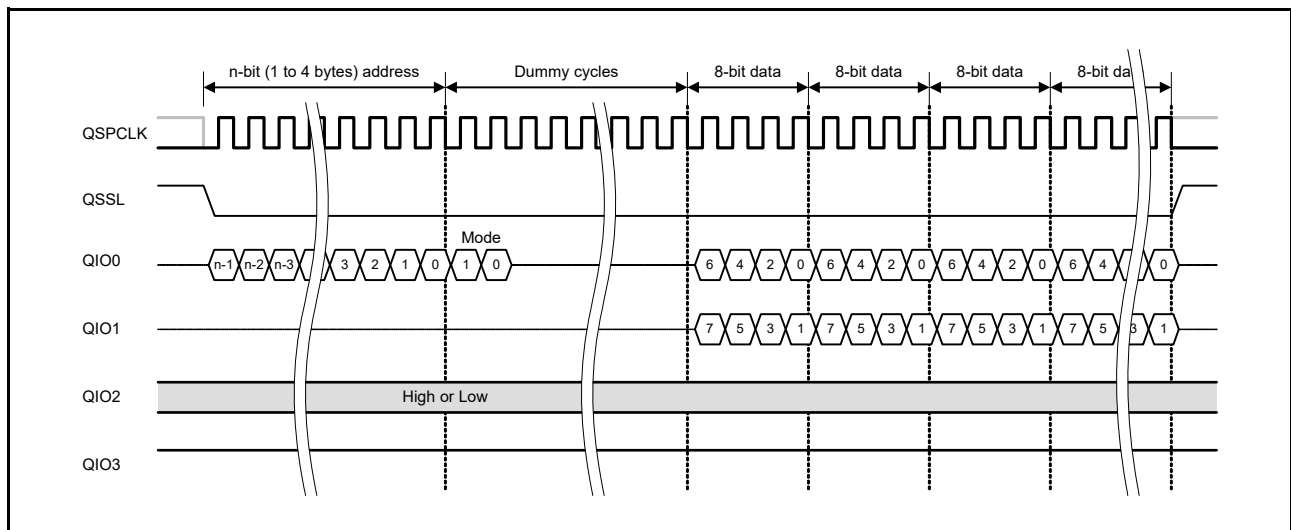 n-bit (1 to 4 bytes) address Dummy cycles 8-bit data 8-bit data 8-bit data 8-bit da
QSPCLK
QSSL
Mode
QIO0 n-1 n-2 n-3 3 2 1 0 1 0 6 4 2 0 6 4 2 0 6 4 2 0 6 4 0
QIO1 7 5 3 1 7 5 3 1 7 5 3 1 7 5 3 1
QIO2 High or Low
QIO3